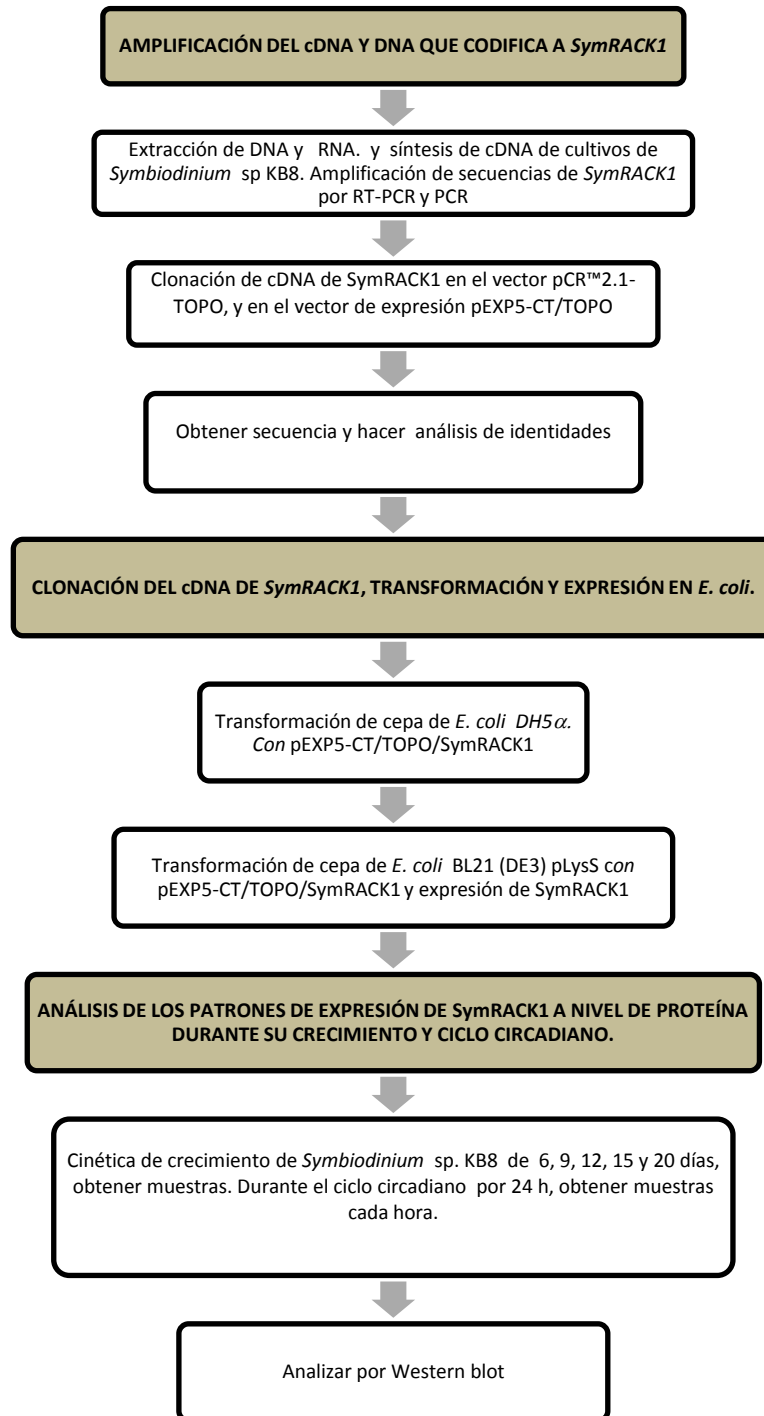 AMPLIFICACIÓN DEL cDNA Y DNA QUE CODIFICA A SymRACK1
Extracción de DNA y RNA. y síntesis de cDNA de cultivos de
Symbiodinium sp KB8. Amplificación de secuencias de SymRACK1
por RT-PCR y PCR
Clonación de cDNA de SymRACK1 en el vector pCR™2.1-
TOPO, y en el vector de expresión pEXP5-CT/TOPO
Obtener secuencia y hacer análisis de identidades
CLONACIÓN DEL cDNA DE SymRACK1, TRANSFORMACIÓN Y EXPRESIÓN EN E. coli.
Transformación de cepa de E. coli DH5α.
Con pEXP5-CT/TOPO/SymRACK1
Transformación de cepa de E. coli BL21 (DE3) pLysS con
pEXP5-CT/TOPO/SymRACK1 y expresión de SymRACK1
ANÁLISIS DE LOS PATRONES DE EXPRESIÓN DE SymRACK1 A NIVEL DE PROTEÍNA
DURANTE SU CRECIMIENTO Y CICLO CIRCADIANO.
Cinética de crecimiento de Symbiodinium sp. KB8 de 6, 9, 12, 15 y 20 días,
obtener muestras. Durante el ciclo circadiano por 24 h, obtener muestras
cada hora.
Analizar por Western blot